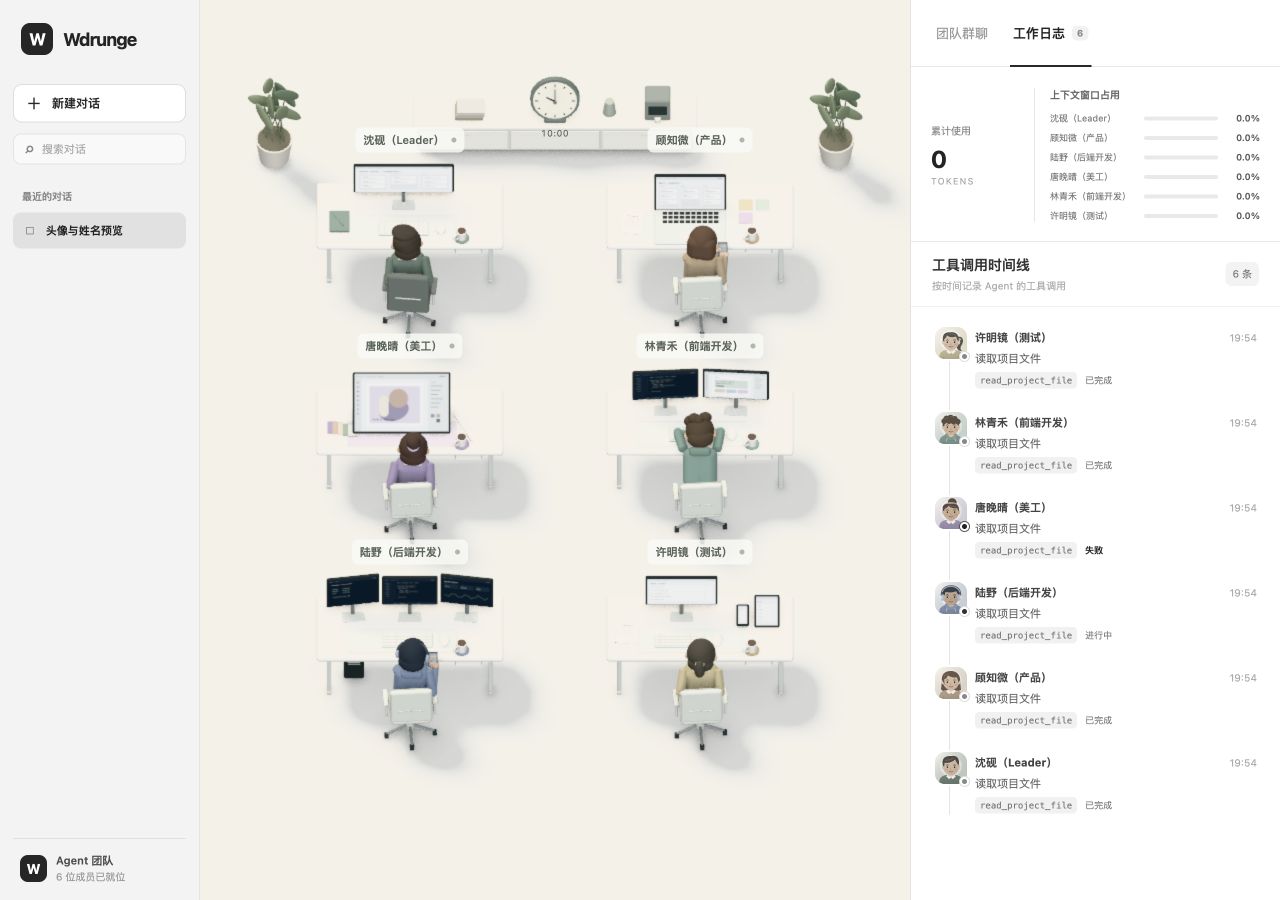 W Wdrunge
新建对话
搜索对话
最近的对话
头像与姓名预览
W
Agent 团队
6 位成员已就位
10:00
沈砚（Leader）
顾知微（产品）
唐晚晴（美工）
林青禾（前端开发）
陆野（后端开发）
许明镜（测试）
团队群聊
工作日志 6
累计使用
0
TOKENS
上下文窗口占用
沈砚（Leader） 0.0%
顾知微（产品） 0.0%
陆野（后端开发） 0.0%
唐晚晴（美工） 0.0%
林青禾（前端开发） 0.0%
许明镜（测试） 0.0%
工具调用时间线
按时间记录 Agent 的工具调用
6 条
许明镜（测试） 19:54
读取项目文件
read_project_file 已完成
林青禾（前端开发） 19:54
读取项目文件
read_project_file 已完成
唐晚晴（美工） 19:54
读取项目文件
read_project_file 失败
陆野（后端开发） 19:54
读取项目文件
read_project_file 进行中
顾知微（产品） 19:54
读取项目文件
read_project_file 已完成
沈砚（Leader） 19:54
读取项目文件
read_project_file 已完成